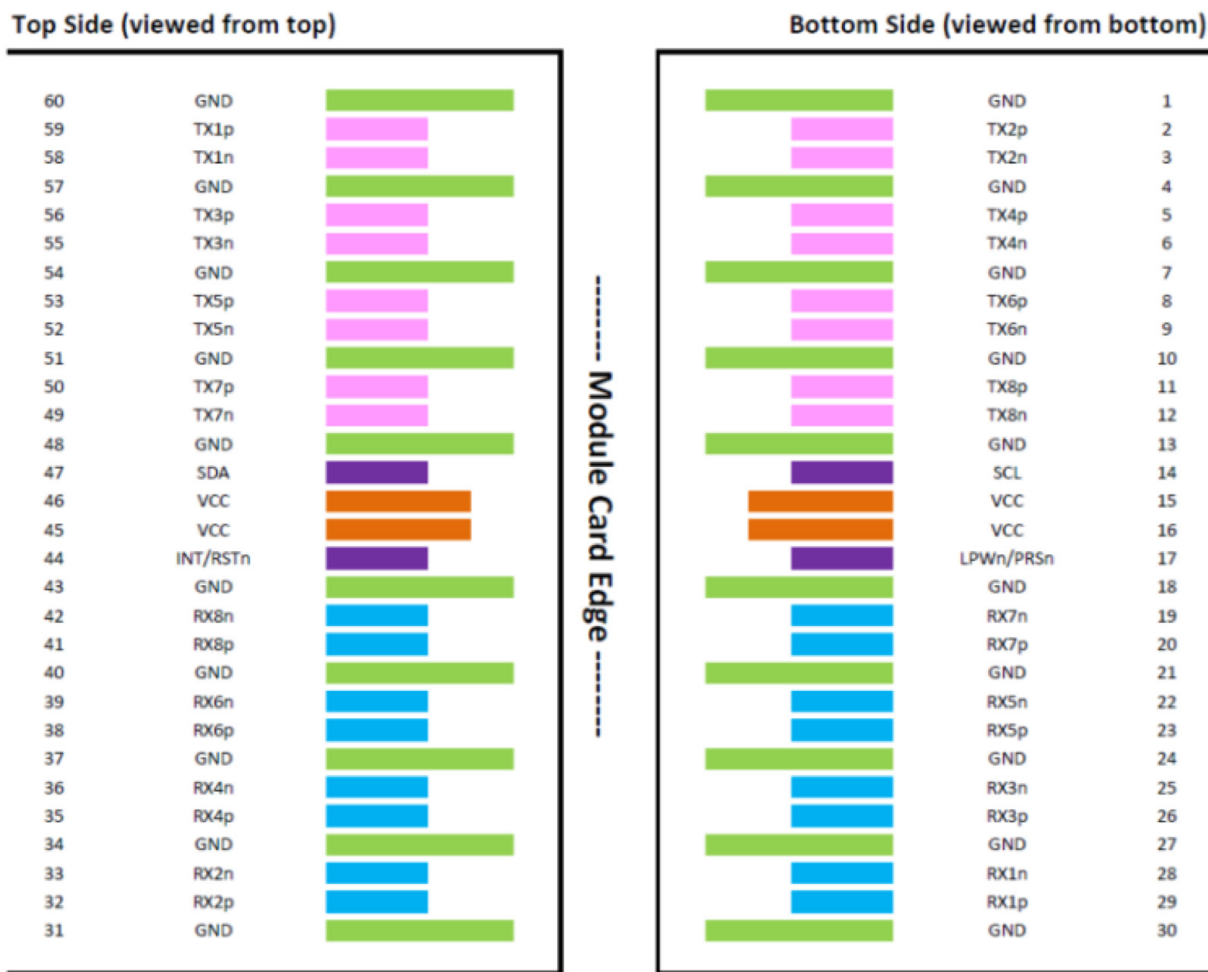 Top Side (viewed from top)
Bottom Side (viewed from bottom)
60 GND
59 TX1p
58 TX1n
57 GND
56 TX3p
55 TX3n
54 GND
53 TX5p
52 TX5n
51 GND
50 TX7p
49 TX7n
48 GND
47 SDA
46 VCC
45 VCC
44 INT/RSTn
43 GND
42 RX8n
41 RX8p
40 GND
39 RX6n
38 RX6p
37 GND
36 RX4n
35 RX4p
34 GND
33 RX2n
32 RX2p
31 GND
-------- Module Card Edge --------
GND 1
TX2p 2
TX2n 3
GND 4
TX4p 5
TX4n 6
GND 7
TX6p 8
TX6n 9
GND 10
TX8p 11
TX8n 12
GND 13
SCL 14
VCC 15
VCC 16
LPWn/PRSn 17
GND 18
RX7n 19
RX7p 20
GND 21
RX5n 22
RX5p 23
GND 24
RX3n 25
RX3p 26
GND 27
RX1n 28
RX1p 29
GND 30